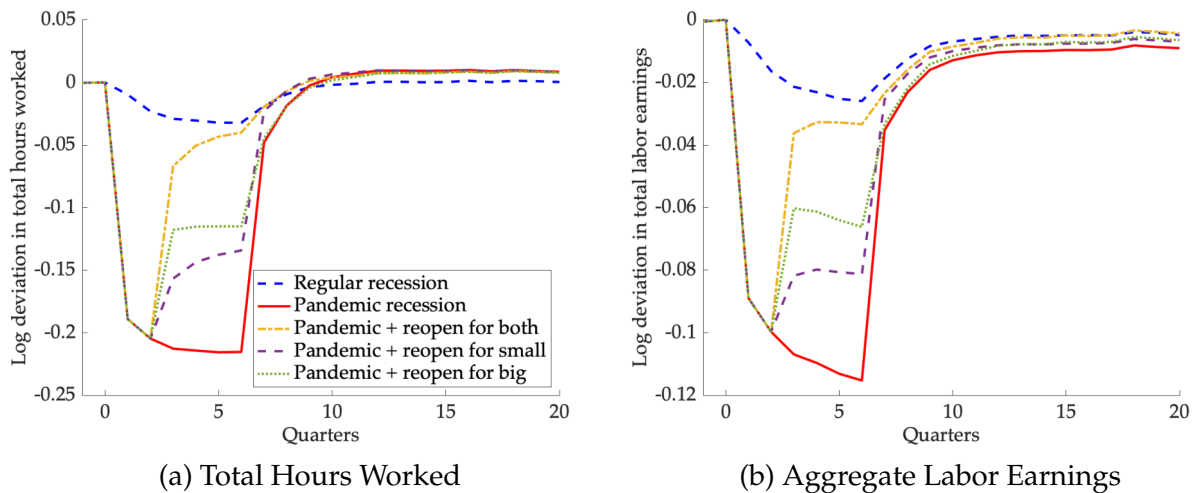 0.05
0
-0.05
-0.1
-0.15
-0.2
-0.25
Log deviation in total hours worked
0
5
10
15
20
Quarters
Regular recession
Pandemic recession
Pandemic + reopen for both
Pandemic + reopen for small
Pandemic + reopen for big
(a) Total Hours Worked
0
-0.02
-0.04
-0.06
-0.08
-0.1
-0.12
Log deviation in total labor earnings
0
5
10
15
20
Quarters
(b) Aggregate Labor Earnings